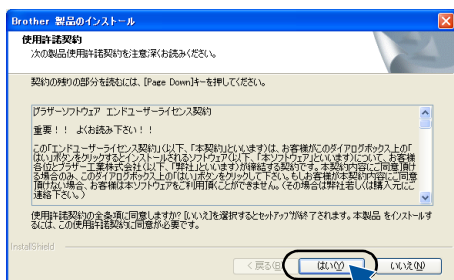 Brother 製品のインストール
使用許諾契約
次の製品使用許諾契約を注意深くお読みください。
契約の残りの部分を読むには、[Page Down]キーを押してください。
ブラザーソフトウェア エンドユーザーライセンス契約
重要!! よくお読み下さい!!
この「エンドユーザーライセンス契約」(以下、「本契約」といいます)は、お客様がこのダイアログボックス上の「
はい」ボタンをクリックするとインストールされるソフトウェア(以下、「本ソフトウェア」といいます)について、お客様
各位とブラザー工業株式会社(以下、「弊社」といいます)が締結する契約です。本契約内容にご同意頂け
る場合のみ、このダイアログボックス上の「はい」ボタンをクリックして下さい。もしお客様が本契約内容にご同意
頂けない場合、お客様は本ソフトウェアをご利用頂くことができません。(その場合は弊社若しくは購入元にご
連絡下さい。)
使用許諾契約の全条項に同意しますか? [いいえ]を選択するとセットアップが終了されます。本製品 をインストールす
るには、この使用許諾契約に同意が必要です。
InstallShield
< 戻る(B)
はい(Y)
いいえ(N)